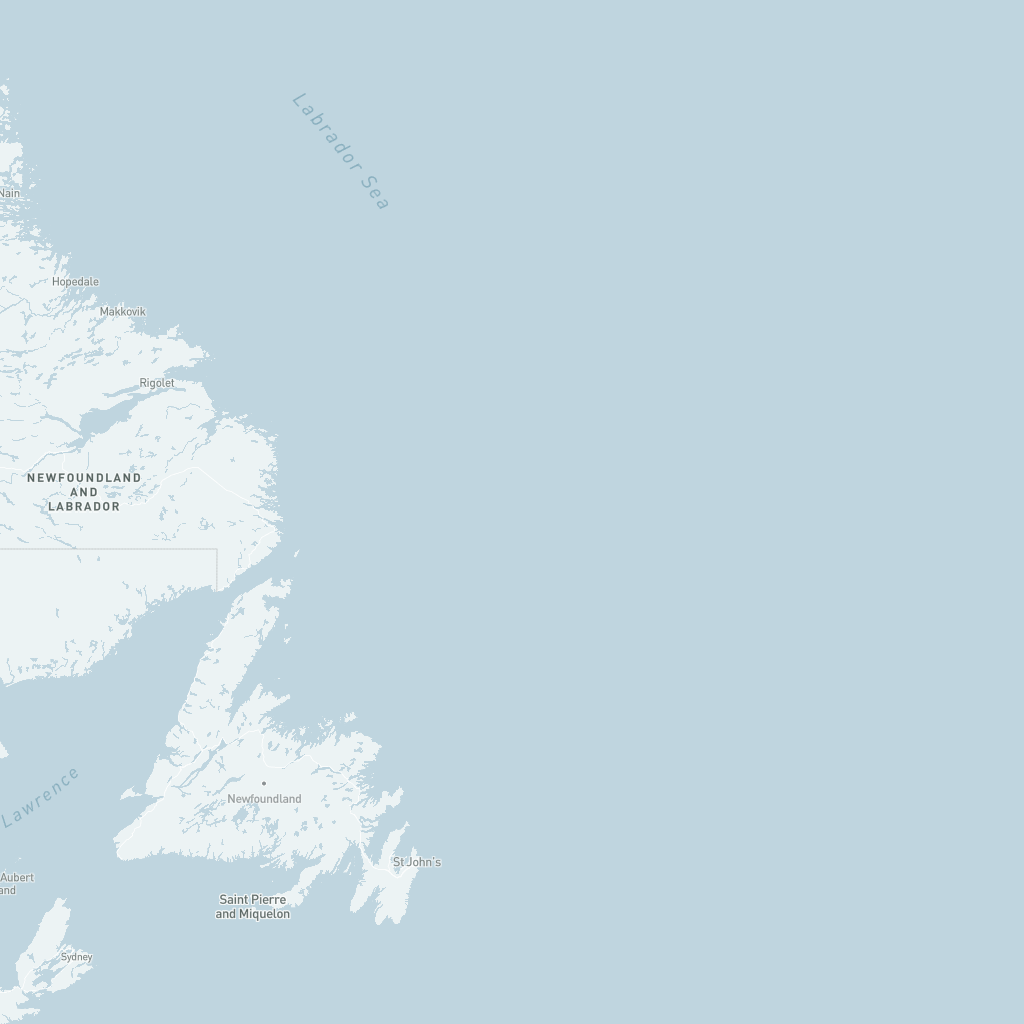 Labrador Sea
Nain
Hopedale
Makkovik
Rigolet
NEWFOUNDLAND
AND
LABRADOR
Lawrence
Newfoundland
St John's
Aubert
and
Saint Pierre
and Miquelon
Sydney